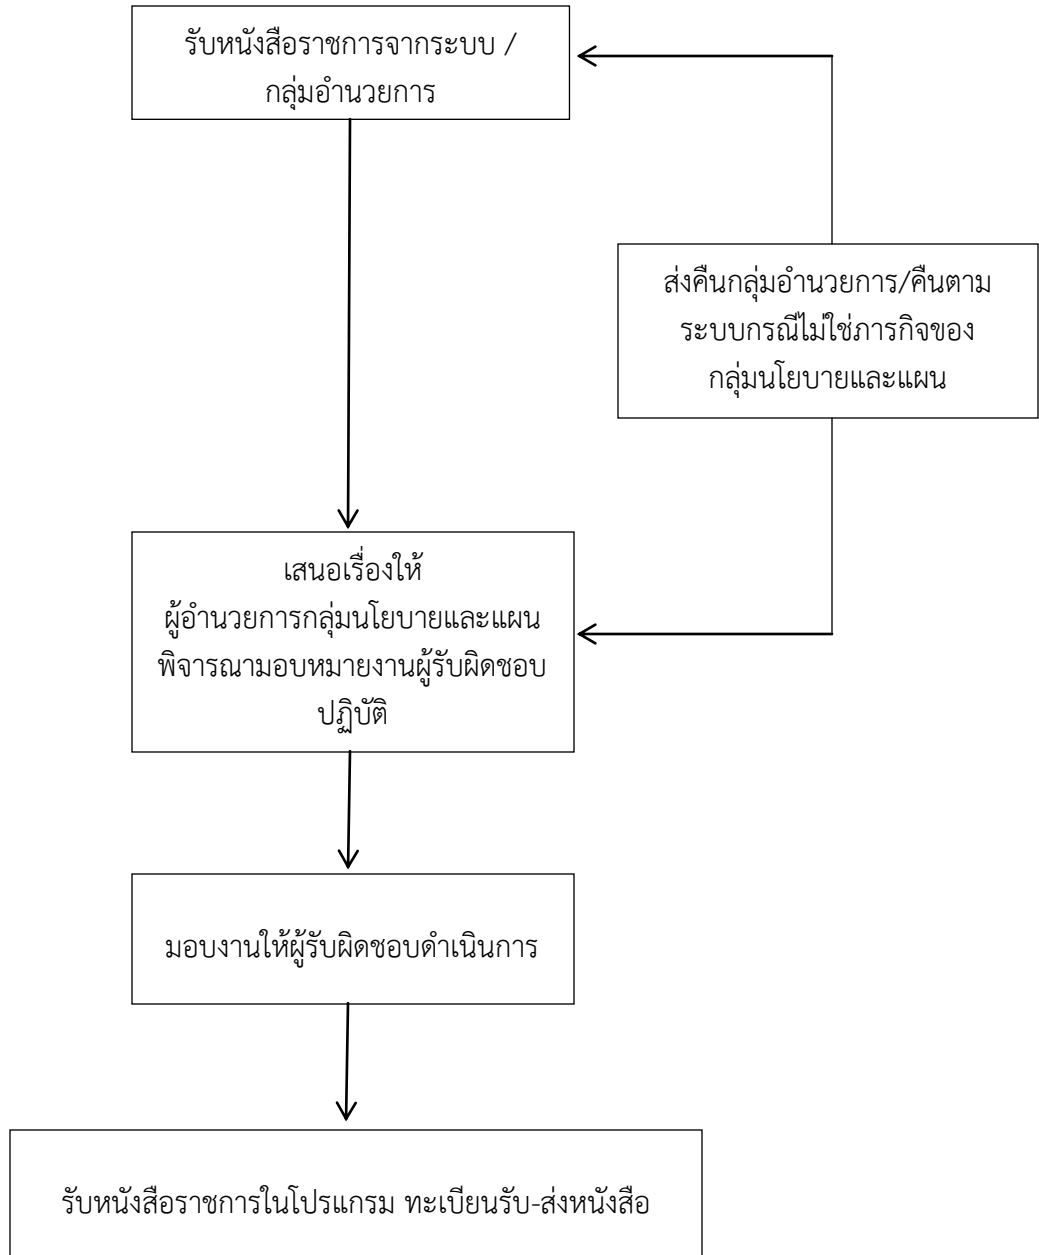 รับหนังสือราชการจากระบบ /
กลุ่มอำนวยการ
ส่งคืนกลุ่มอำนวยการ/คืนตาม
ระบบกรณีไม่ใช่ภารกิจของ
กลุ่มนโยบายและแผน
เสนอเรื่องให้
ผู้อำนวยการกลุ่มนโยบายและแผน
พิจารณามอบหมายงานผู้รับผิดชอบ
ปฏิบัติ
มอบงานให้ผู้รับผิดชอบดำเนินการ
รับหนังสือราชการในโปรแกรม ทะเบียนรับ-ส่งหนังสือ